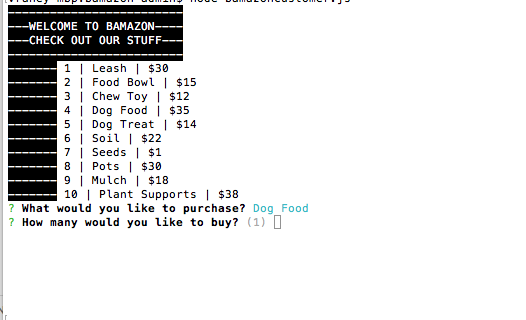 ---WELCOME TO BAMAZON----
---CHECK OUT OUR STUFF---
------- 1 | Leash | $30
------- 2 | Food Bowl | $15
------- 3 | Chew Toy | $12
------- 4 | Dog Food | $35
------- 5 | Dog Treat | $14
------- 6 | Soil | $22
------- 7 | Seeds | $1
------- 8 | Pots | $30
------- 9 | Mulch | $18
------- 10 | Plant Supports | $38
? What would you like to purchase? Dog Food
? How many would you like to buy? (1)